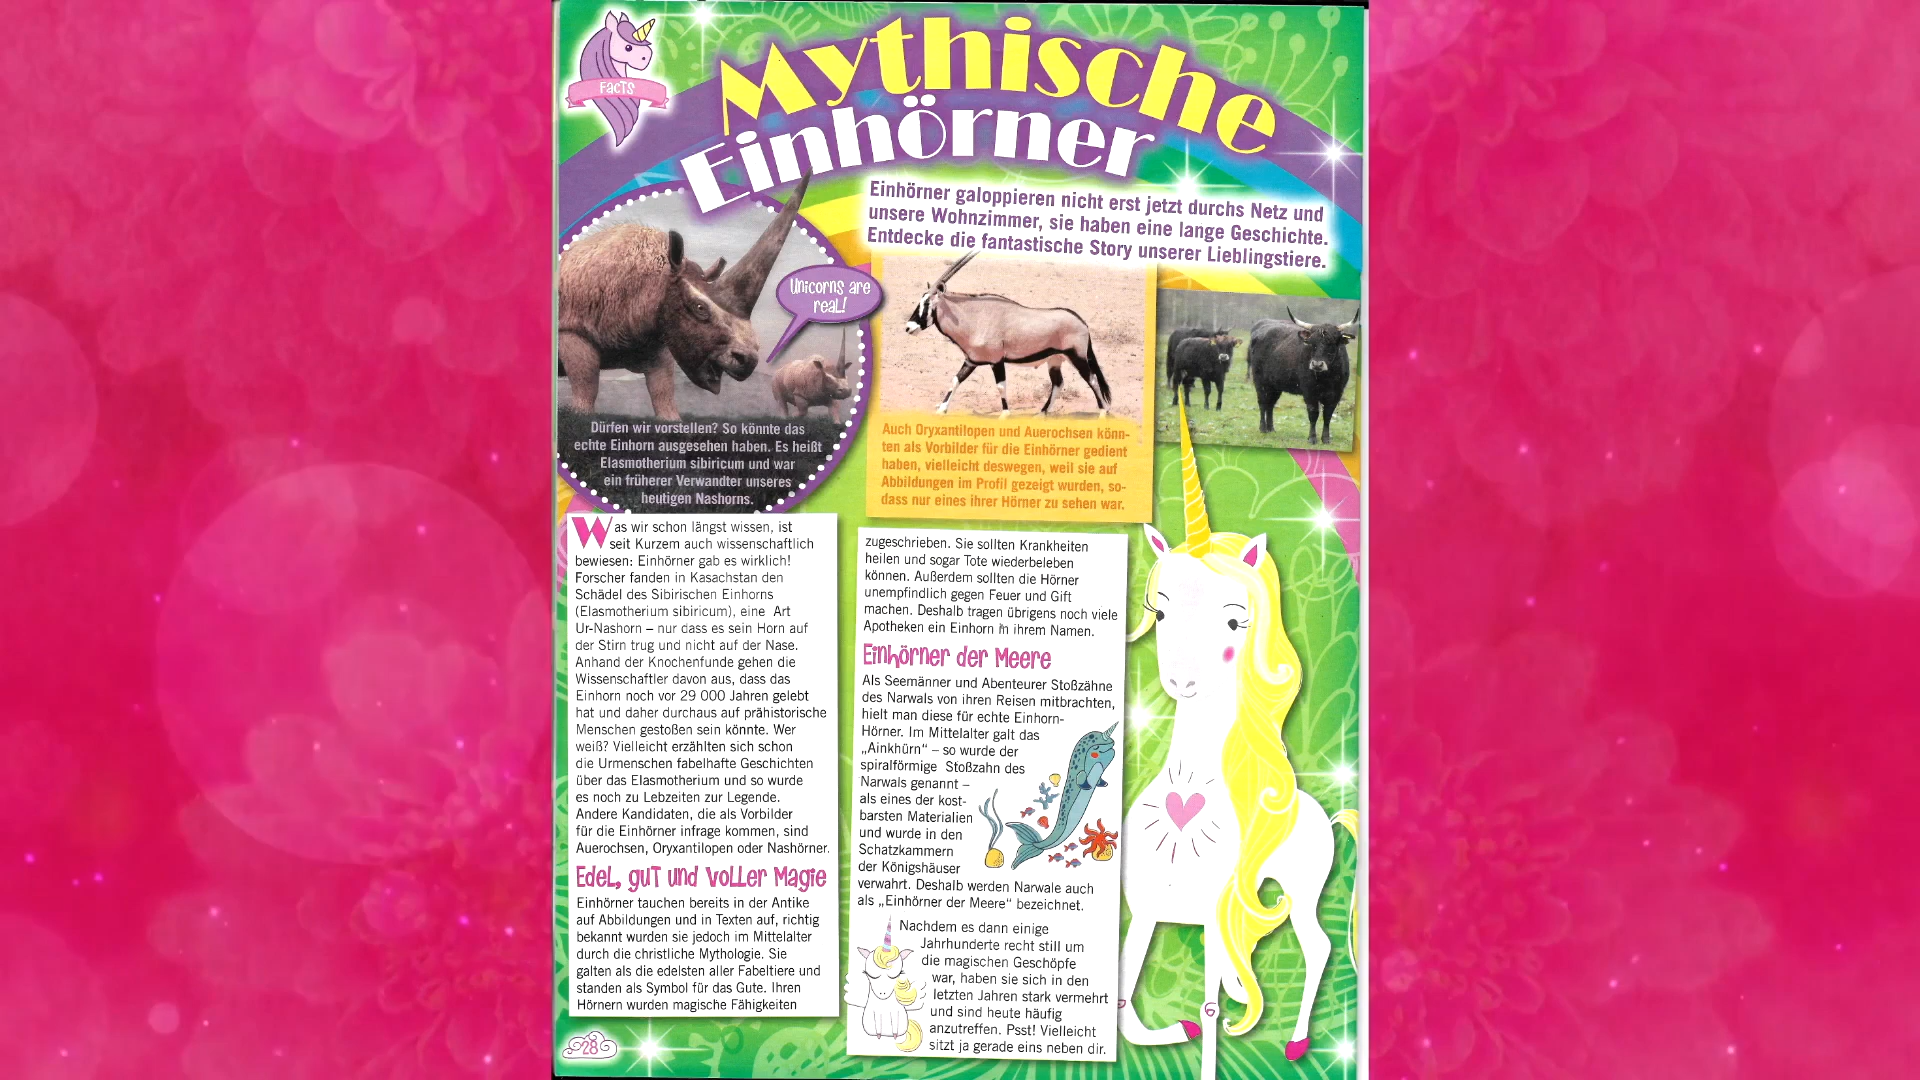 Facts
Mythische
Einhörner
Einhörner galoppieren nicht erst jetzt durchs Netz und
unsere Wohnzimmer, sie haben eine lange Geschichte.
Entdecke die fantastische Story unserer Lieblingstiere.
Unicorns are
real!
Dürfen wir vorstellen? So könnte das
echte Einhorn ausgesehen haben. Es heißt
Elasmotherium sibiricum und war
ein früherer Verwandter unseres
heutigen Nashorns.
Auch Oryxantilopen und Auerochsen könn-
ten als Vorbilder für die Einhörner gedient
haben, vielleicht deswegen, weil sie auf
Abbildungen im Profil gezeigt wurden, so-
dass nur eines ihrer Hörner zu sehen war.
Was wir schon längst wissen, ist
seit Kurzem auch wissenschaftlich
bewiesen: Einhörner gab es wirklich!
Forscher fanden in Kasachstan den
Schädel des Sibirischen Einhorns
(Elasmotherium sibiricum), eine Art
Ur-Nashorn – nur dass es sein Horn auf
der Stirn trug und nicht auf der Nase.
Anhand der Knochenfunde gehen die
Wissenschaftler davon aus, dass das
Einhorn noch vor 29 000 Jahren gelebt
hat und daher durchaus auf prähistorische
Menschen gestoßen sein könnte. Wer
weiß? Vielleicht erzählten sich schon
die Urmenschen fabelhafte Geschichten
über das Elasmotherium und so wurde
es noch zu Lebzeiten zur Legende.
Andere Kandidaten, die als Vorbilder
für die Einhörner infrage kommen, sind
Auerochsen, Oryxantilopen oder Nashörner.
Edel, gut und voller Magie
Einhörner tauchen bereits in der Antike
auf Abbildungen und in Texten auf, richtig
bekannt wurden sie jedoch im Mittelalter
durch die christliche Mythologie. Sie
galten als die edelsten aller Fabeltiere und
standen als Symbol für das Gute. Ihren
Hörnern wurden magische Fähigkeiten
zugeschrieben. Sie sollten Krankheiten
heilen und sogar Tote wiederbeleben
können. Außerdem sollten die Hörner
unempfindlich gegen Feuer und Gift
machen. Deshalb tragen übrigens noch viele
Apotheken ein Einhorn in ihrem Namen.
Einhörner der Meere
Als Seemänner und Abenteurer Stoßzähne
des Narwals von ihren Reisen mitbrachten,
hielt man diese für echte Einhorn-
Hörner. Im Mittelalter galt das
„Ainkhürn“ – so wurde der
spiralförmige Stoßzahn des
Narwals genannt –
als eines der kost-
barsten Materialien
und wurde in den
Schatzkammern
der Königshäuser
verwahrt. Deshalb werden Narwale auch
als „Einhörner der Meere“ bezeichnet.
Nachdem es dann einige
Jahrhunderte recht still um
die magischen Geschöpfe
war, haben sie sich in den
letzten Jahren stark vermehrt
und sind heute häufig
anzutreffen. Psst! Vielleicht
sitzt ja gerade eins neben dir.
28